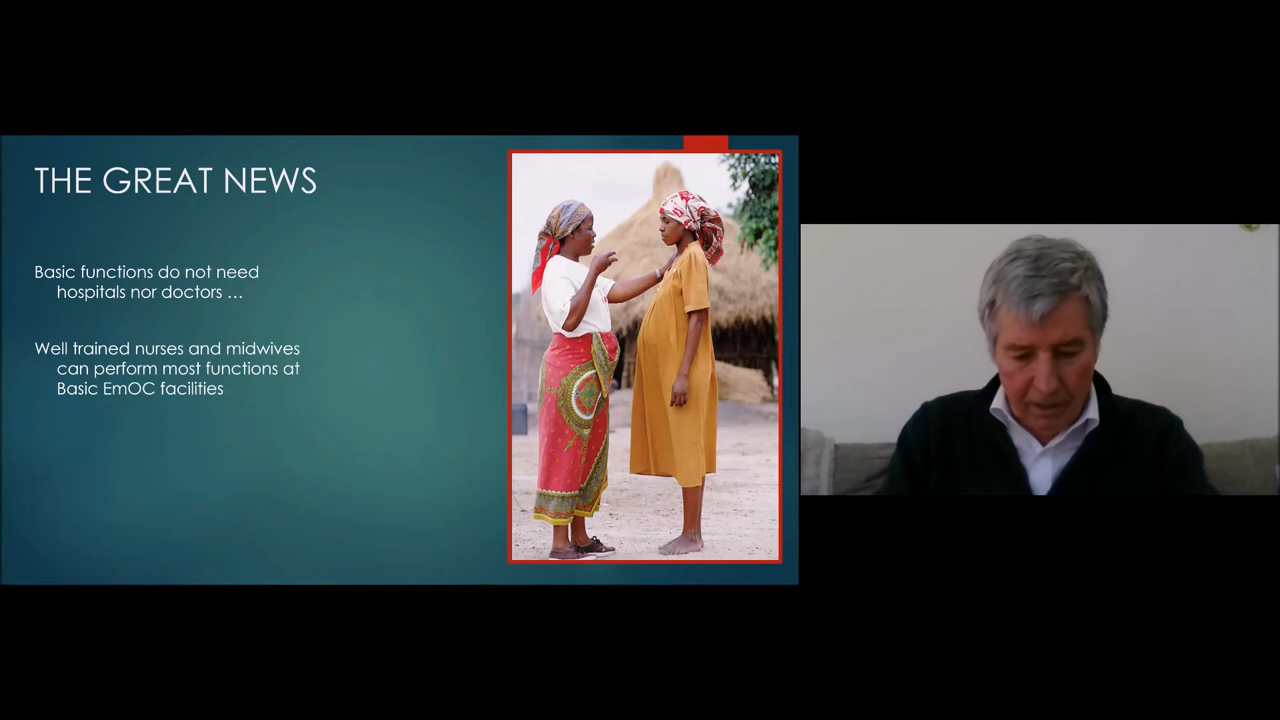 THE GREAT NEWS
Basic functions do not need
hospitals nor doctors …
Well trained nurses and midwives
can perform most functions at
Basic EmOC facilities